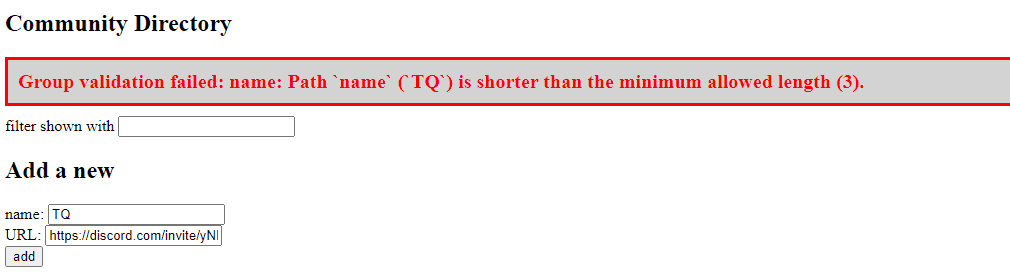 Community Directory
Group validation failed: name: Path `name` (`TQ`) is shorter than the minimum allowed length (3).
filter shown with
Add a new
name: TQ
URL: https://discord.com/invite/yN
add